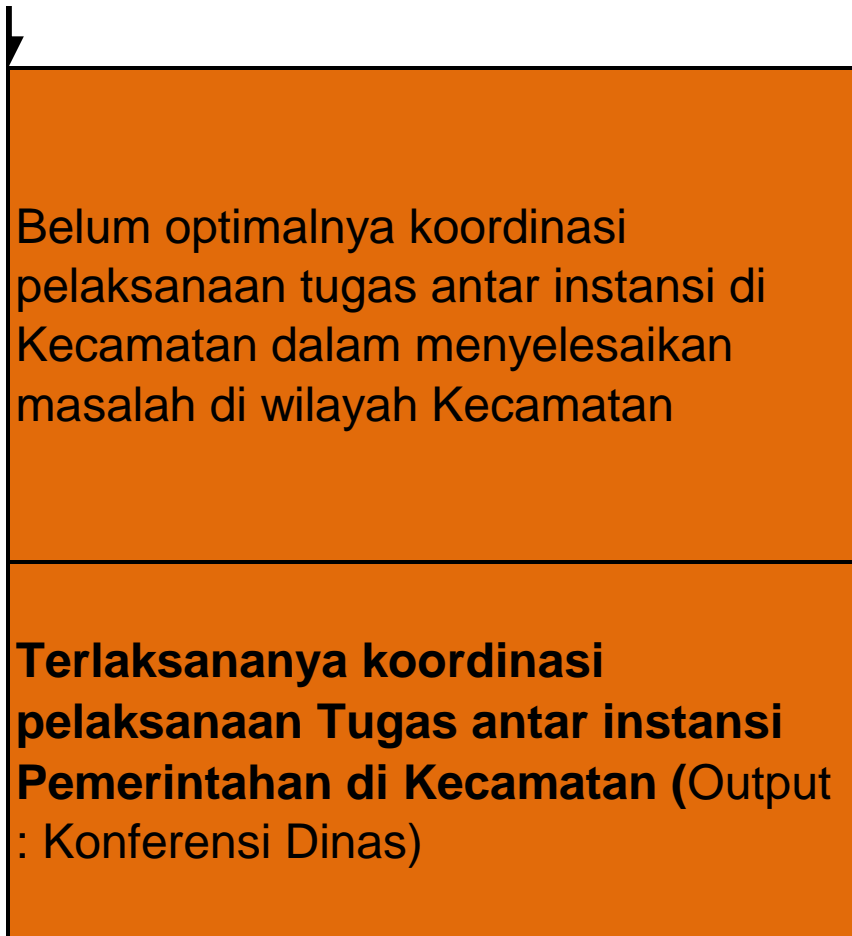 Belum optimalnya koordinasi
pelaksanaan tugas antar instansi di
Kecamatan dalam menyelesaikan
masalah di wilayah Kecamatan
Terlaksananya koordinasi
pelaksanaan Tugas antar instansi
Pemerintahan di Kecamatan (Output
: Konferensi Dinas)